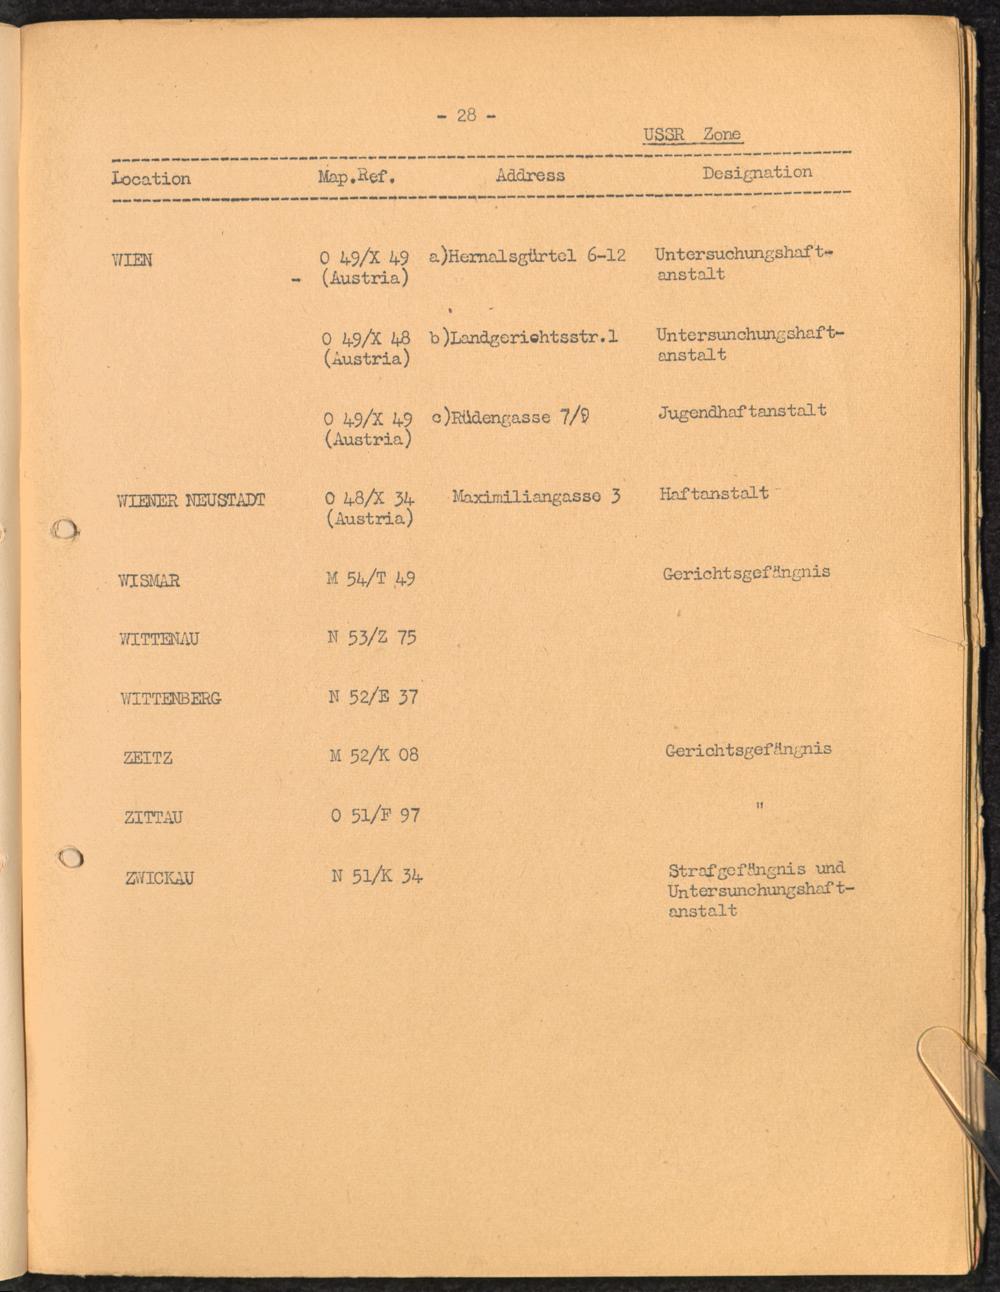 - 28 -
USSR Zone
Location Map.Ref. Address Designation
WIEN O 49/X 49 a)Hernalsgürtel 6-12 Untersuchungshaft-
- (Austria) anstalt
O 49/X 48 b)Landgerichtsstr.1 Untersunchungshaft-
(Austria) anstalt
O 49/X 49 c)Rüdengasse 7/9 Jugendhaftanstalt
(Austria)
WIENER NEUSTADT O 48/X 34 Maximiliangasse 3 Haftanstalt
(Austria)
WISMAR M 54/T 49 Gerichtsgefängnis
WITTENAU N 53/Z 75
WITTENBERG N 52/E 37
ZEITZ M 52/K 08 Gerichtsgefängnis
ZITTAU O 51/F 97 "
ZWICKAU N 51/K 34 Strafgefängnis und
Untersunchungshaft-
anstalt